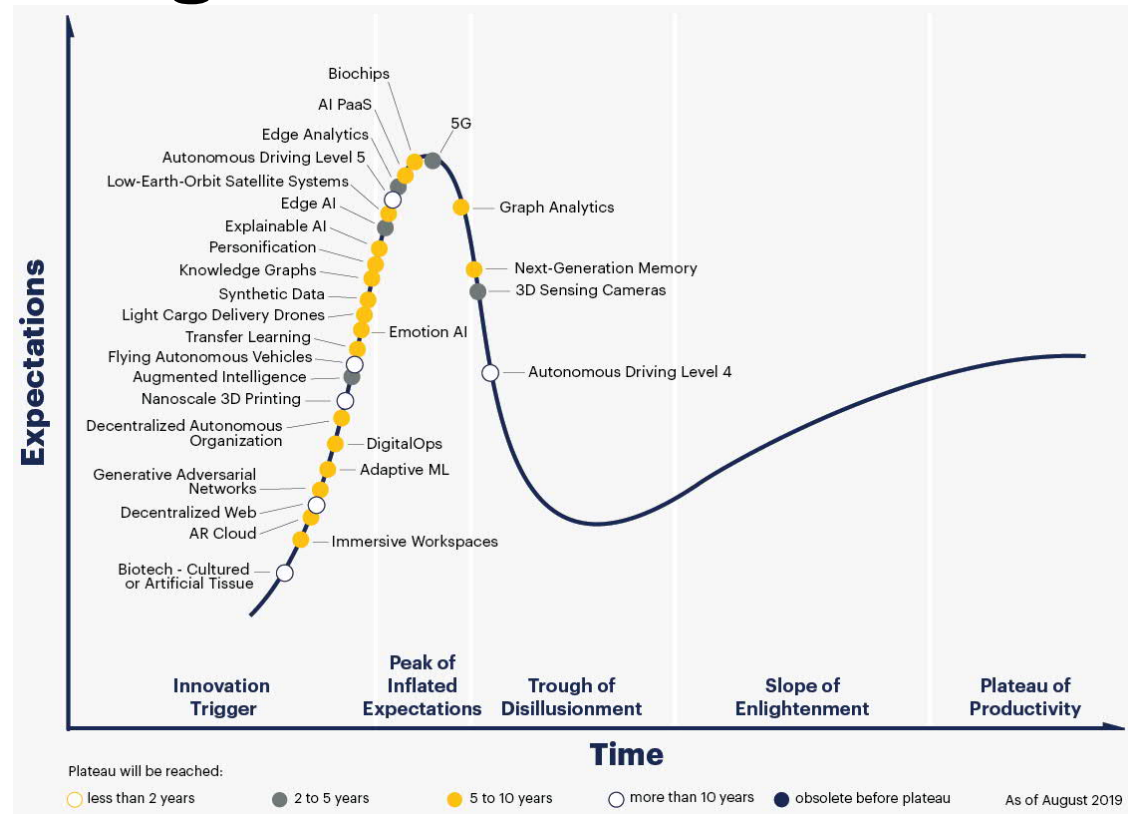 Biochips
AI PaaS
5G
Edge Analytics
Autonomous Driving Level 5
Low-Earth-Orbit Satellite Systems
Edge AI
Graph Analytics
Explainable AI
Personification
Knowledge Graphs
Next-Generation Memory
Synthetic Data
3D Sensing Cameras
Light Cargo Delivery Drones
Emotion AI
Transfer Learning
Flying Autonomous Vehicles
Augmented Intelligence
Autonomous Driving Level 4
Nanoscale 3D Printing
Decentralized Autonomous
Organization
DigitalOps
Adaptive ML
Generative Adversarial
Networks
Decentralized Web
AR Cloud
Immersive Workspaces
Biotech - Cultured
or Artificial Tissue
Expectations
Innovation
Trigger
Peak of
Inflated
Expectations
Trough of
Disillusionment
Slope of
Enlightenment
Plateau of
Productivity
Time
Plateau will be reached:
less than 2 years
2 to 5 years
5 to 10 years
more than 10 years
obsolete before plateau
As of August 2019